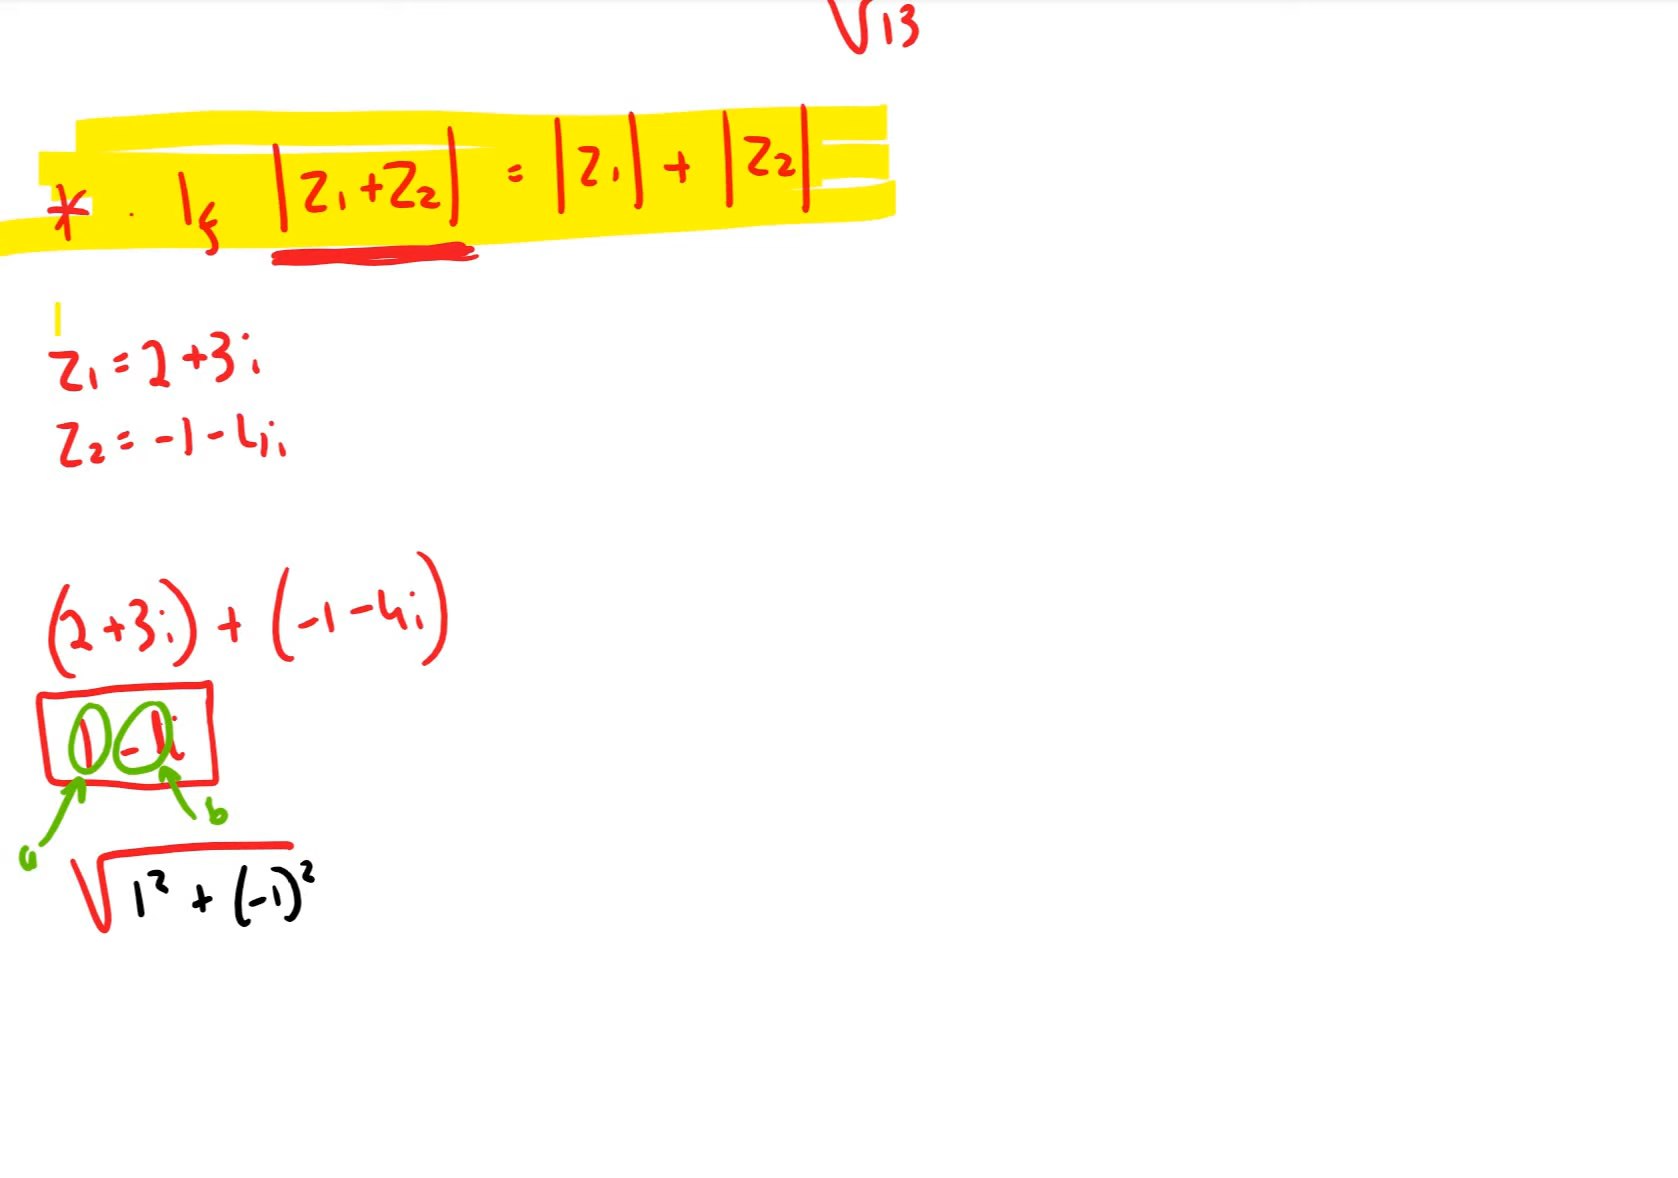 √13
* . If |Z1+Z2| = |Z1| + |Z2|
Z1 = 2+3i
Z2 = -1-4i
(2+3i) + (-1-4i)
1-1i
b
a
√1² + (-1)²